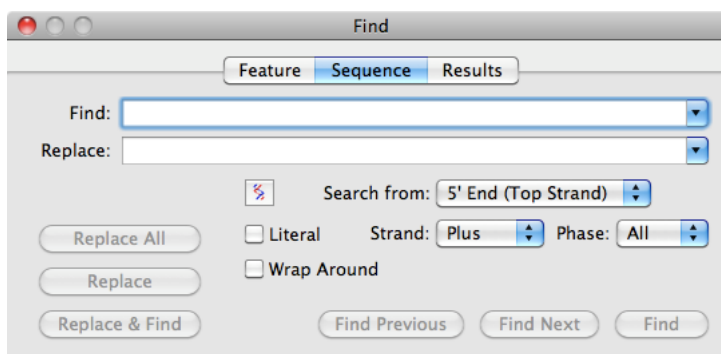 Find
Feature Sequence Results
Find:
Replace:
Search from: 5' End (Top Strand)
Replace All Literal Strand: Plus Phase: All
Replace Wrap Around
Replace & Find Find Previous Find Next Find